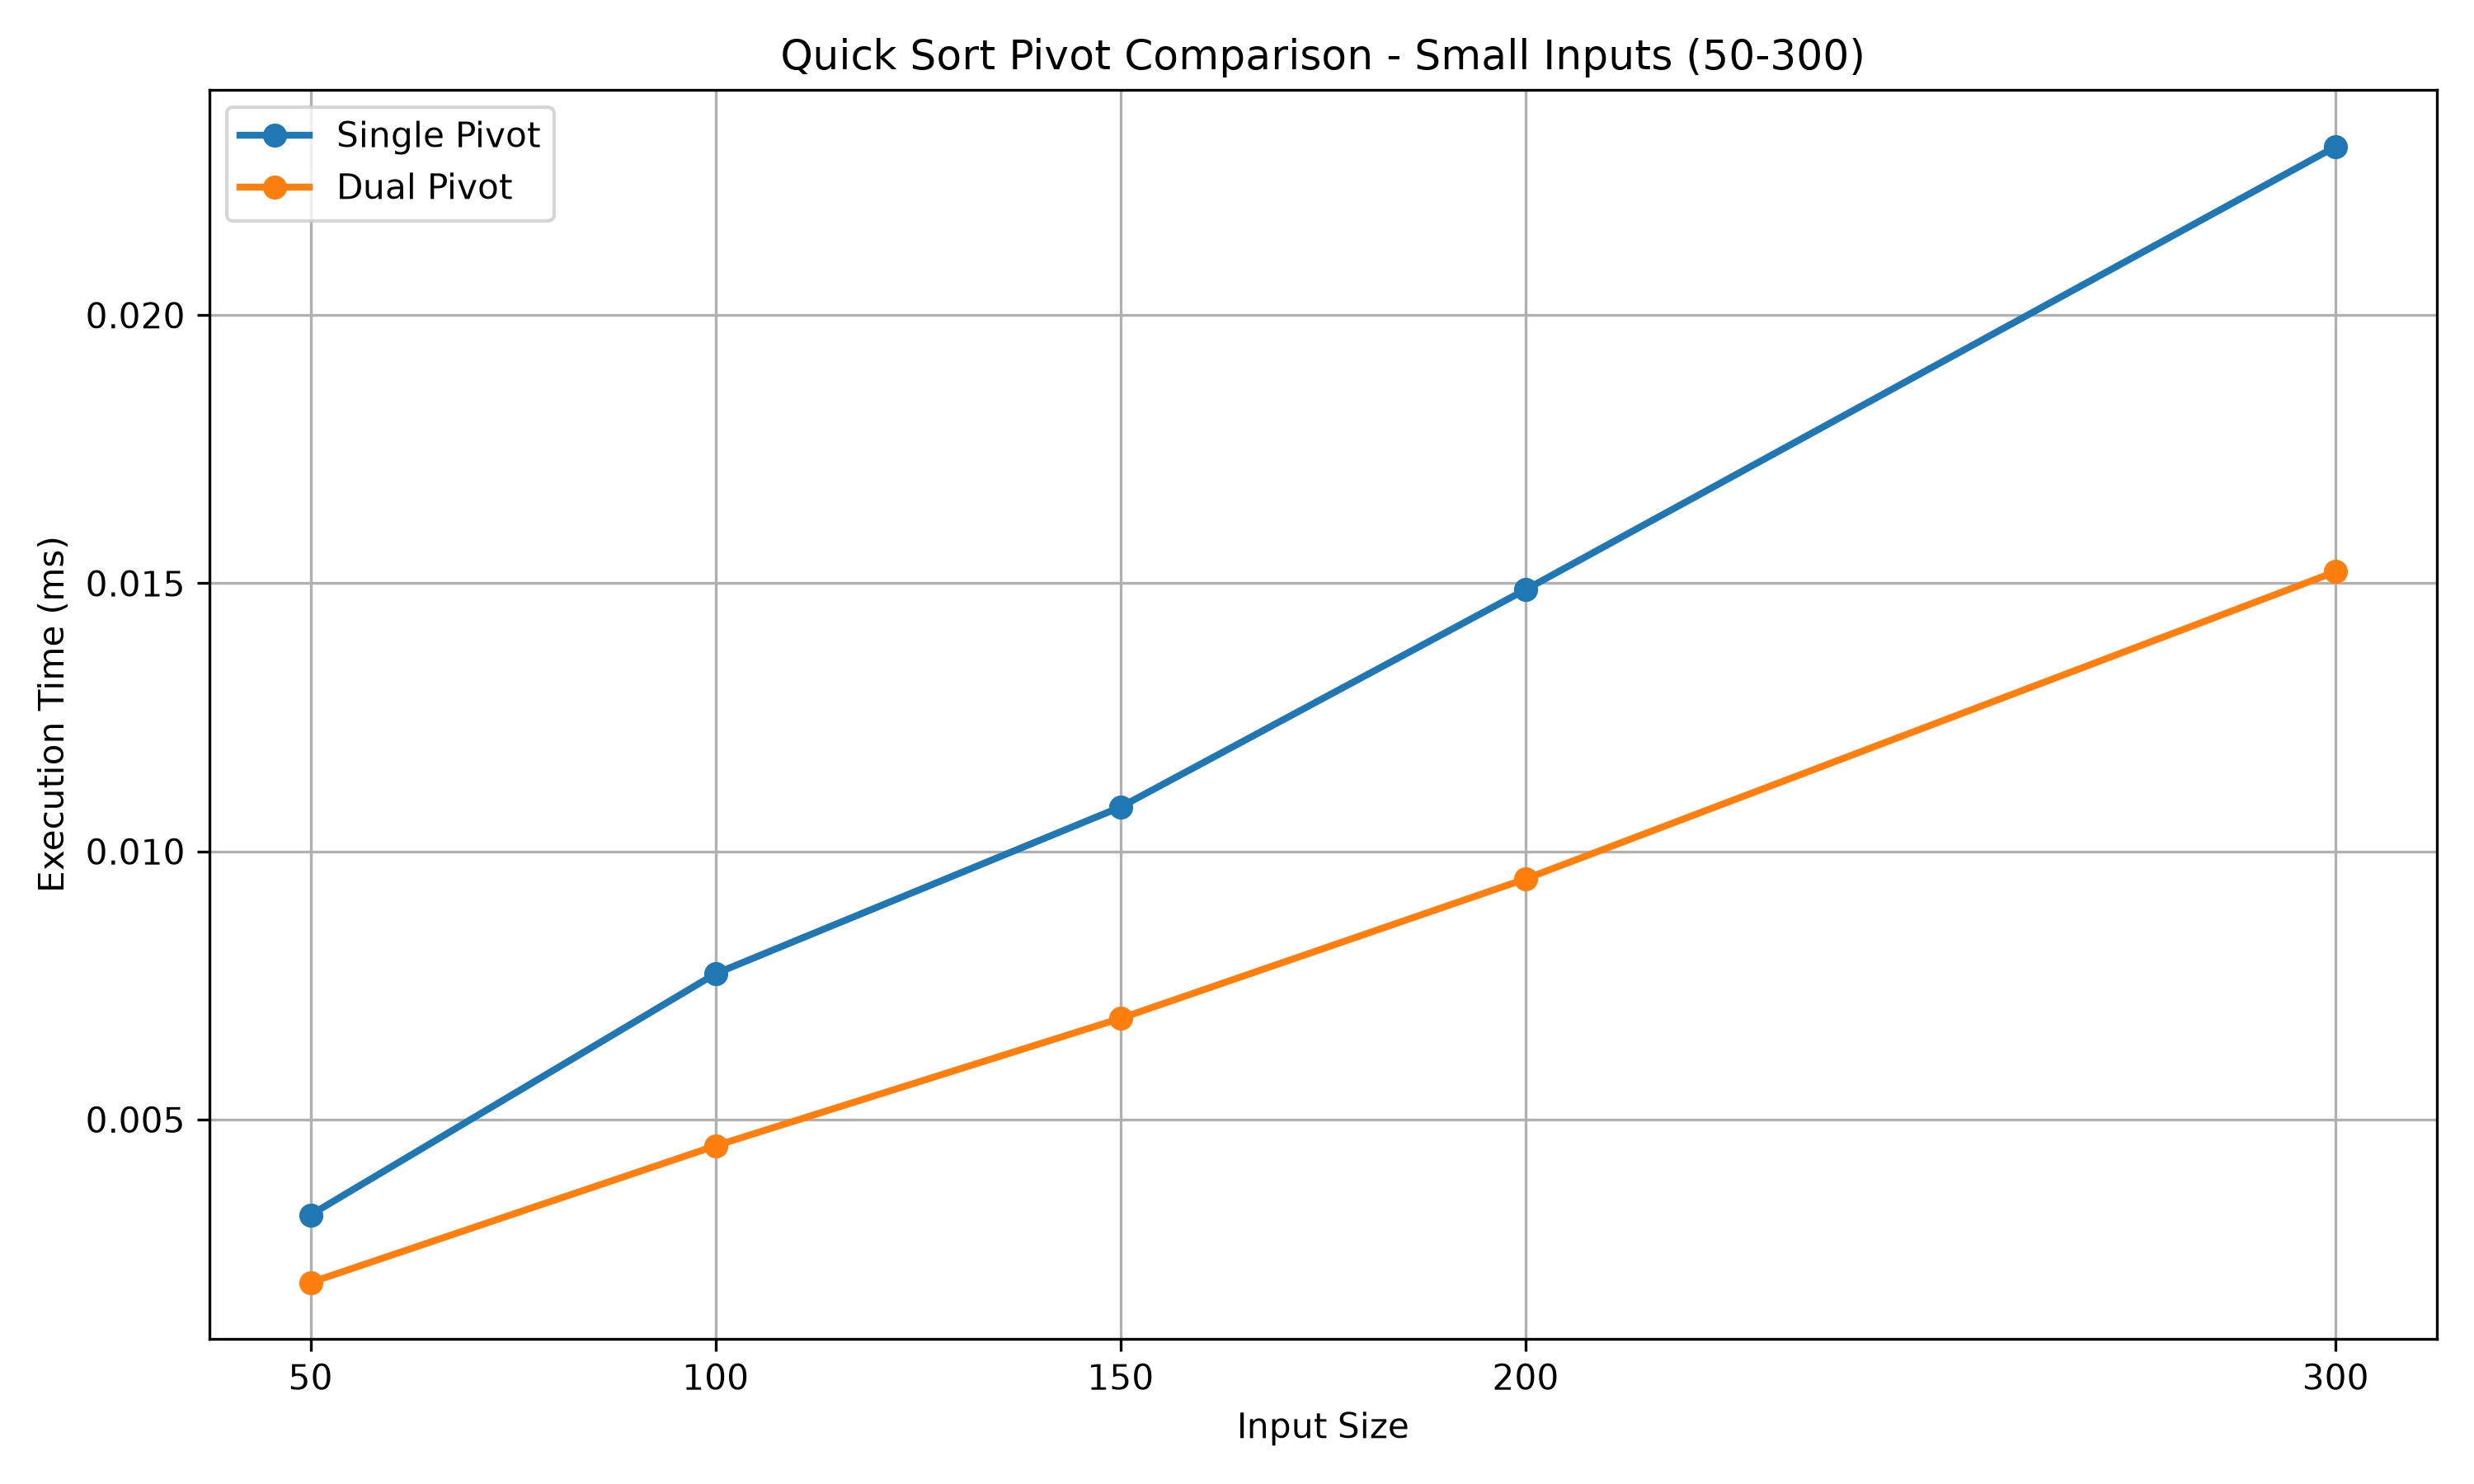 Quick Sort Pivot Comparison - Small Inputs (50-300)
Single Pivot
Dual Pivot
Execution Time (ms)
0.020
0.015
0.010
0.005
50 100 150 200 300
Input Size